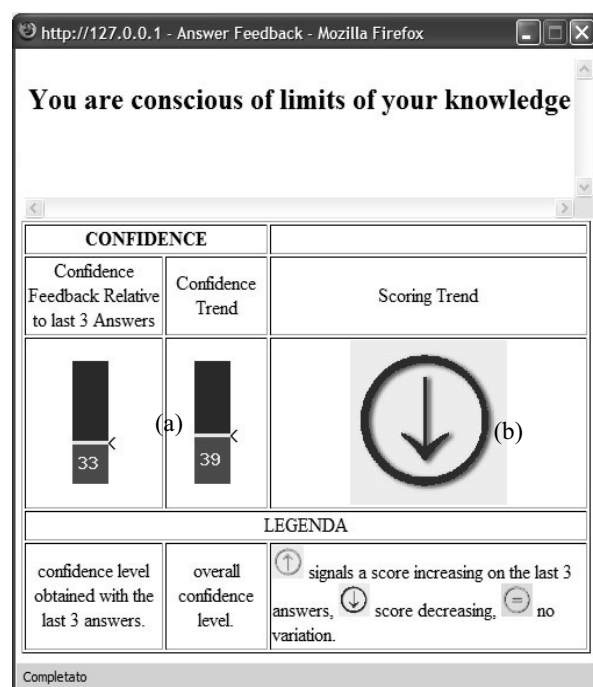 http://127.0.0.1 - Answer Feedback - Mozilla Firefox
You are conscious of limits of your knowledge
CONFIDENCE
Confidence
Feedback Relative
to last 3 Answers
Confidence
Trend
Scoring Trend
33
(a)
39
(b)
LEGENDA
confidence level
obtained with the
last 3 answers.
overall
confidence
level.
signals a score increasing on the last 3
answers, score decreasing, = no
variation.
Completato